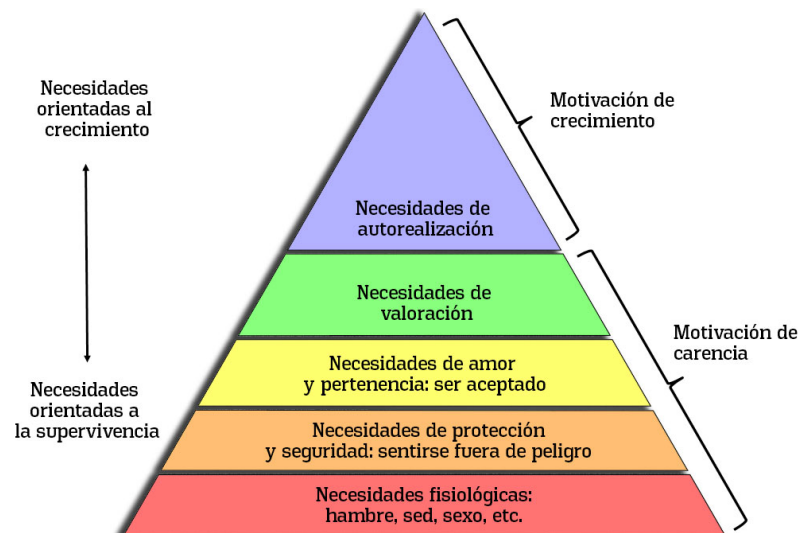 Necesidades
orientadas al
crecimiento
Motivación de
crecimiento
Necesidades de
autorealización
Necesidades de
valoración
Motivación de
carencia
Necesidades de amor
y pertenencia: ser aceptado
Necesidades
orientadas a
la supervivencia
Necesidades de protección
y seguridad: sentirse fuera de peligro
Necesidades fisiológicas:
hambre, sed, sexo, etc.